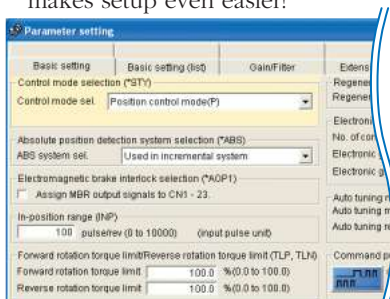 makes setup even easier!
Parameter setting
Basic setting Basic setting (list) Gain/Filter Extens
Control mode selection (*STY)
Control mode sel. Position control mode(P)
Absolute position detection system selection (*ABS)
ABS system sel. Used in incremental system
Electromagnetic brake interlock selection (*AOP1)
Assign MBR output signals to CN1 - 23.
In-position range (INP)
100 pulse/rev (0 to 10000) (input pulse unit)
Forward rotation torque limit/Reverse rotation torque limit (TLP, TLN)
Forward rotation torque limit 100.0 %(0.0 to 100.0)
Reverse rotation torque limit 100.0 %(0.0 to 100.0)
Regene
Regene
Electroni
No. of co
Electronic
Electronic g
Auto tuning
Auto tuning
Auto tuning
Command p